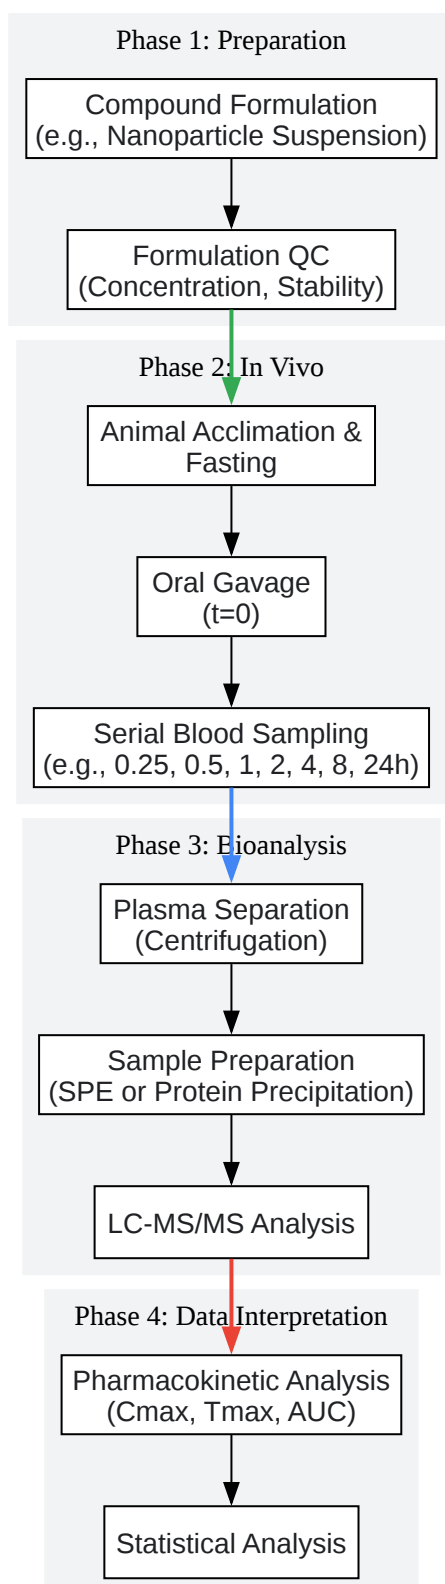 Phase 1: Preparation
Compound Formulation
(e.g., Nanoparticle Suspension)
Formulation QC
(Concentration, Stability)
Phase 2: In Vivo
Animal Acclimation &
Fasting
Oral Gavage
(t=0)
Serial Blood Sampling
(e.g., 0.25, 0.5, 1, 2, 4, 8, 24h)
Phase 3: Bioanalysis
Plasma Separation
(Centrifugation)
Sample Preparation
(SPE or Protein Precipitation)
LC-MS/MS Analysis
Phase 4: Data Interpretation
Pharmacokinetic Analysis
(Cmax, Tmax, AUC)
Statistical Analysis